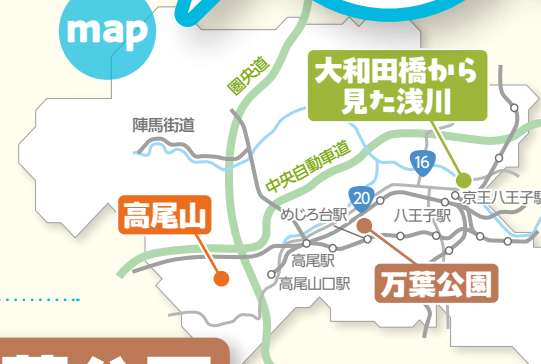 map
圏央道
大和田橋から
見た浅川
陣馬街道
中央自動車道
16
20
京王八王子駅
高尾山
めじろ台駅
八王子駅
高尾駅
高尾山口駅
万葉公園